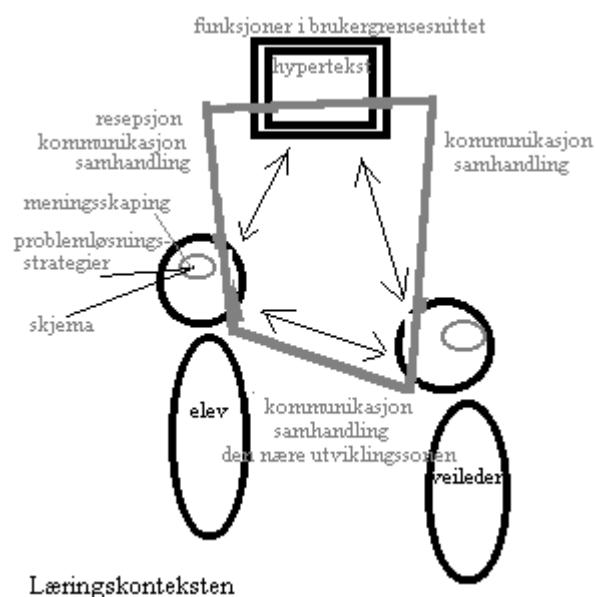 funksjoner i brukergrensesnittet
hypertekst
resepsjon
kommunikasjon
samhandling
kommunikasjon
samhandling
meningsskaping
problemløsnings-
strategier
skjema
elev
kommunikasjon
samhandling
den nære utviklingssonen
veileder
Læringskonteksten